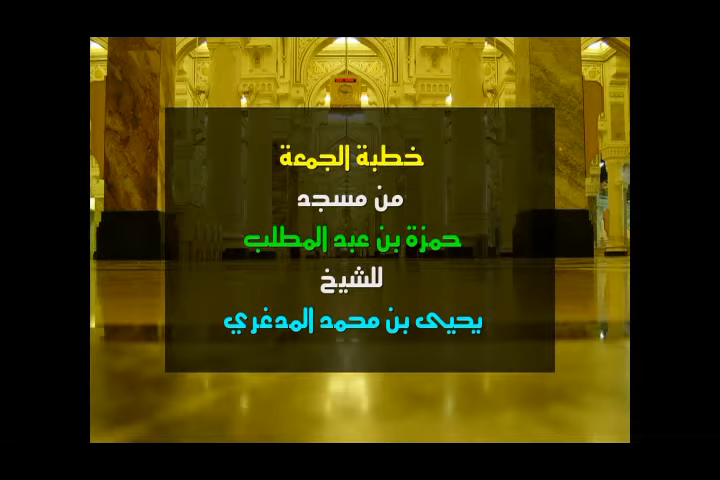 خطبة الجمعة
من مسجد
حمزة بن عبد المطلب
للشيخ
يحيى بن محمد المدغري